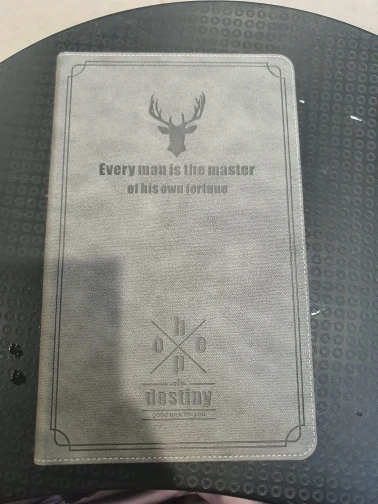 Every man is the master
of his own fortune
h
o e
p
destiny
good luck for you